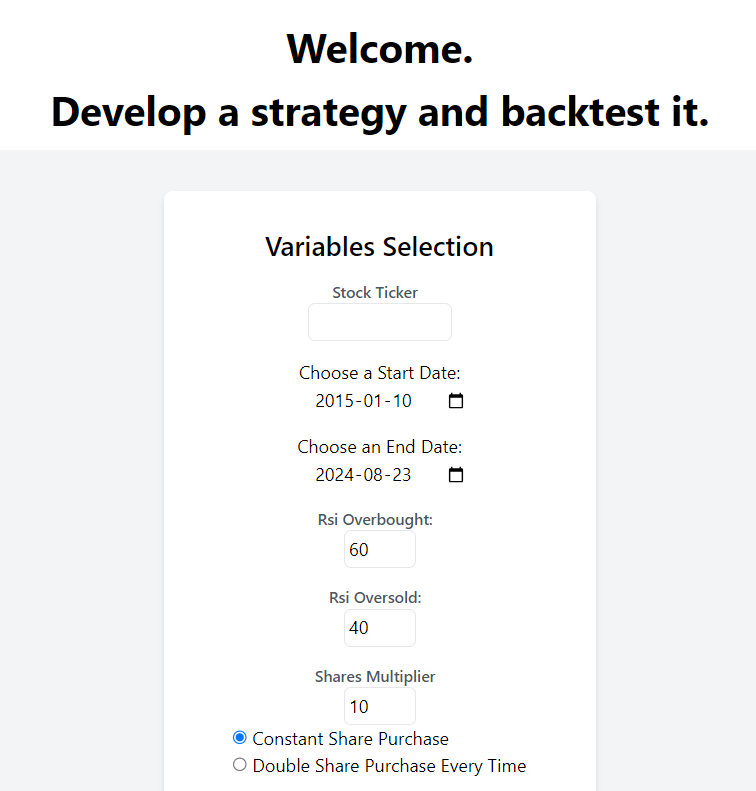 Welcome.
Develop a strategy and backtest it.
Variables Selection
Stock Ticker
Choose a Start Date:
2015-01-10
Choose an End Date:
2024-08-23
Rsi Overbought:
60
Rsi Oversold:
40
Shares Multiplier
10
Constant Share Purchase
Double Share Purchase Every Time